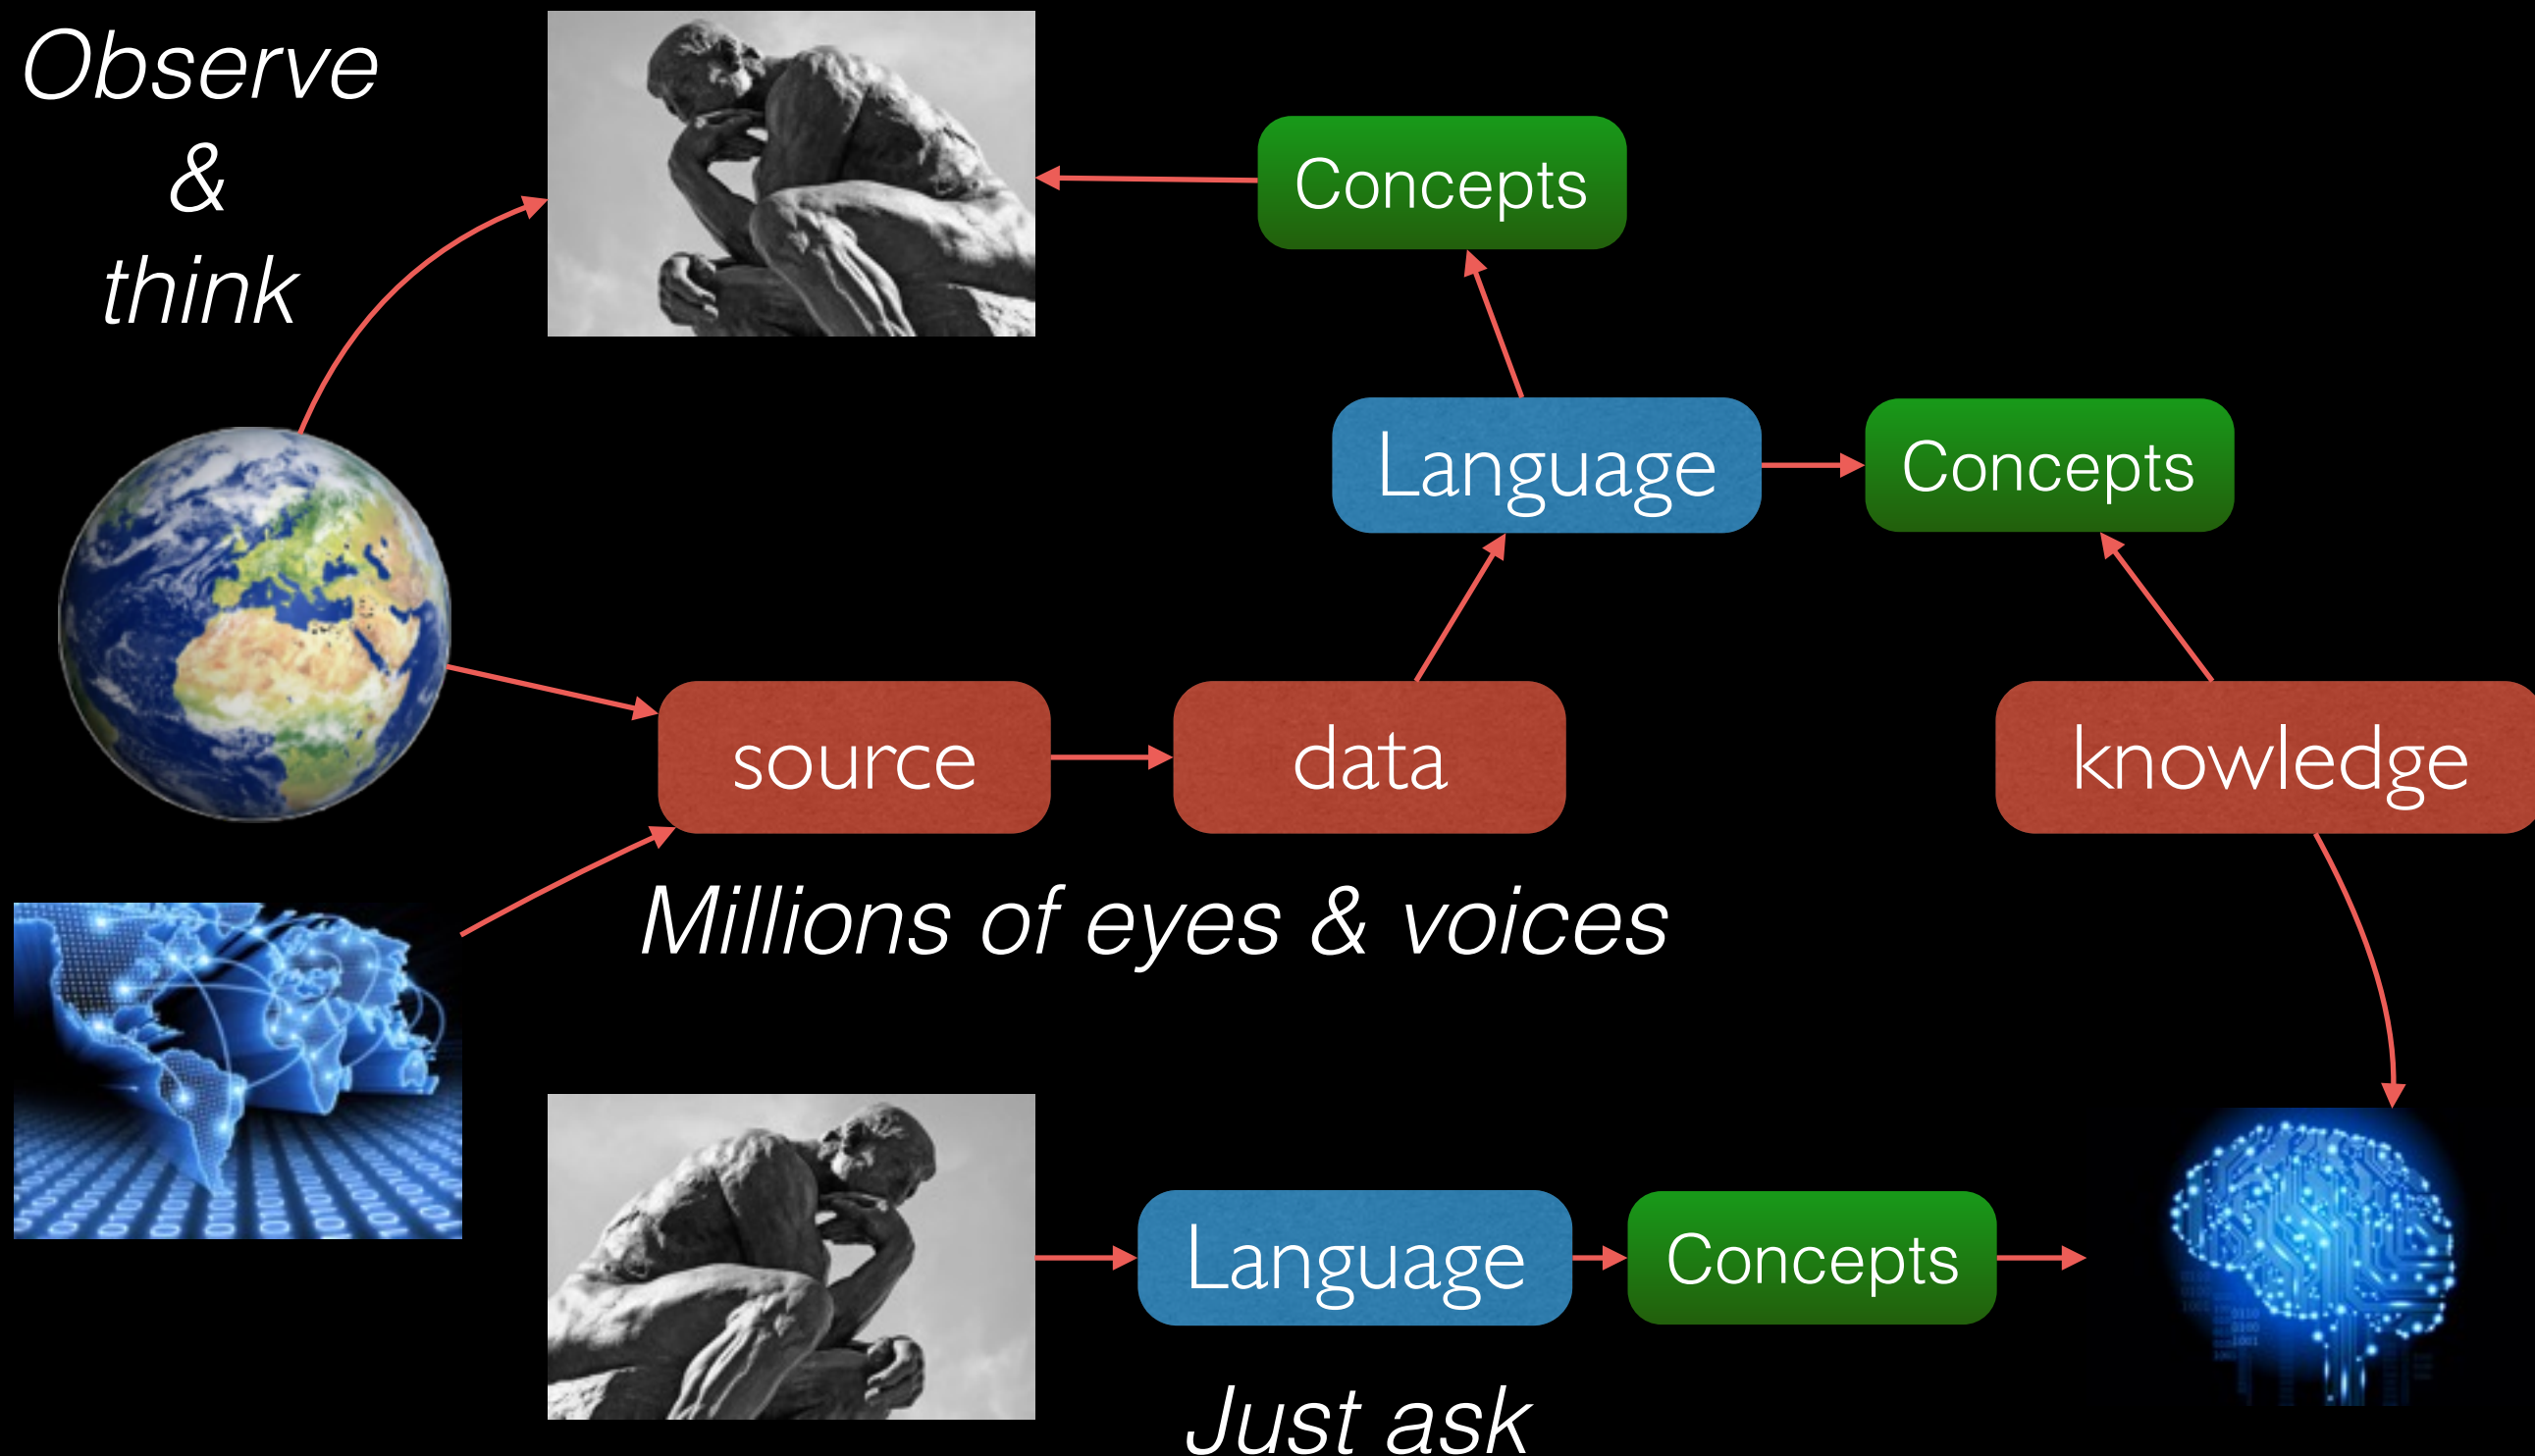 Observe
&
think
Concepts
Language
Concepts
source
data
knowledge
Millions of eyes & voices
Language
Concepts
Just ask